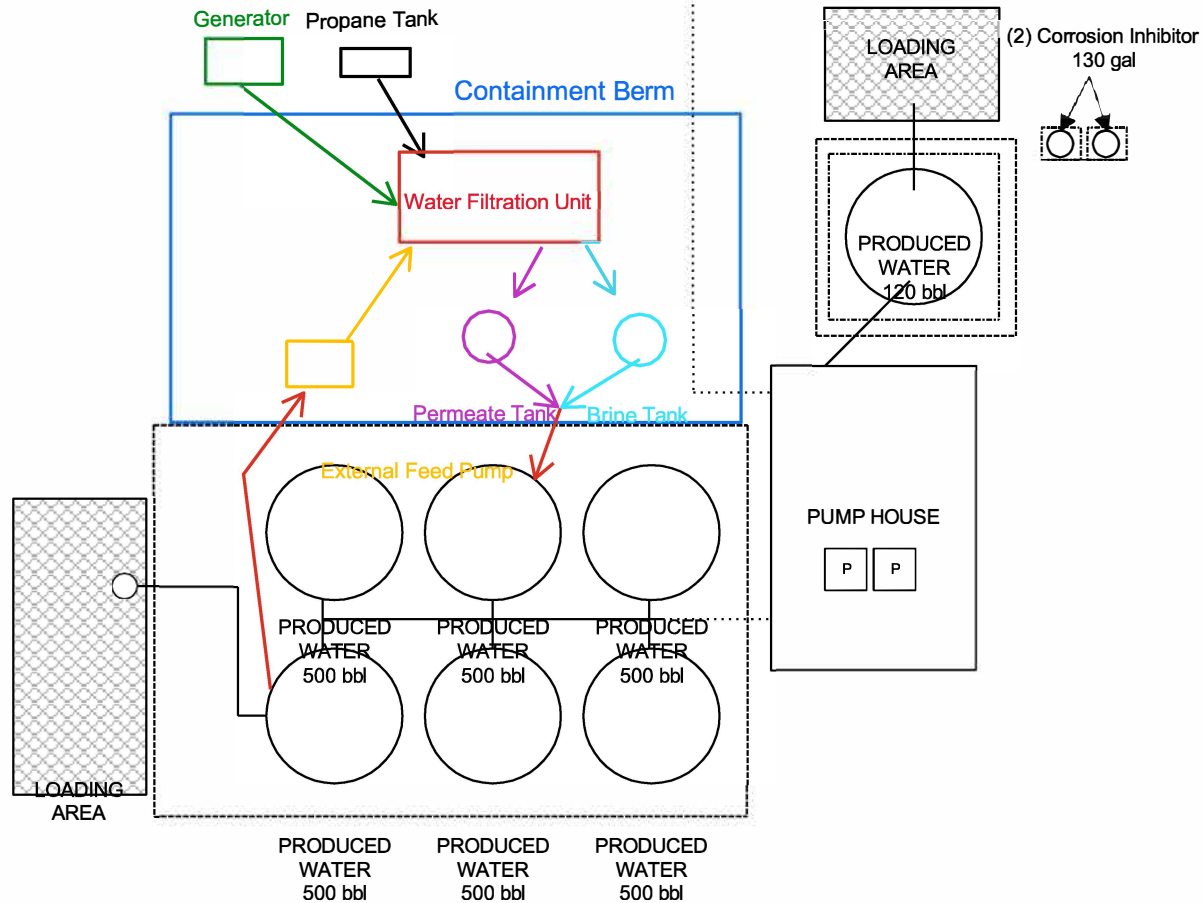 Generator
Propane Tank
LOADING
AREA
(2) Corrosion Inhibitor
130 gal
Containment Berm
Water Filtration Unit
PRODUCED
WATER
120 bbl
Permeate Tank
Brine Tank
External Feed Pump
PUMP HOUSE
P
P
PRODUCED
WATER
500 bbl
PRODUCED
WATER
500 bbl
PRODUCED
WATER
500 bbl
LOADING
AREA
PRODUCED
WATER
500 bbl
PRODUCED
WATER
500 bbl
PRODUCED
WATER
500 bbl